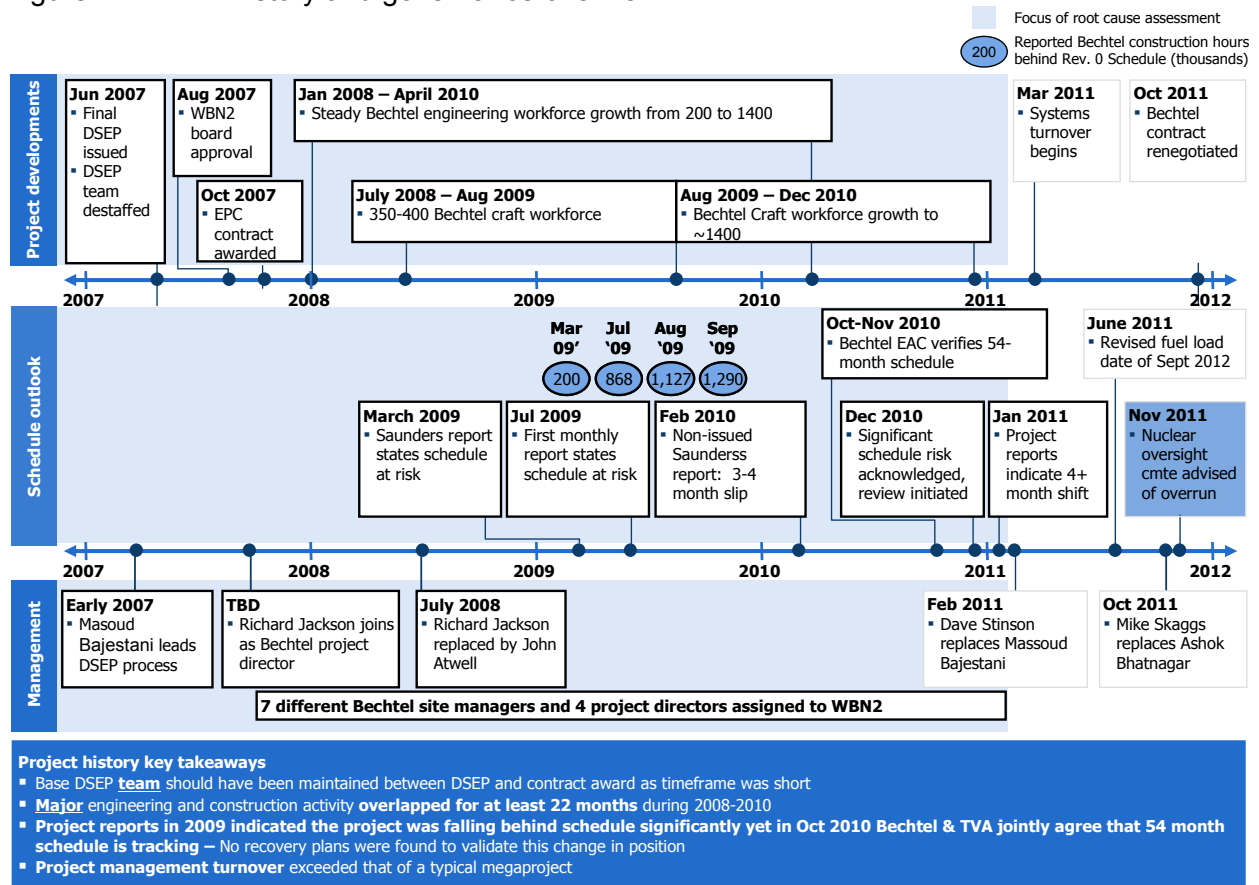 Focus of root cause assessment
200
Reported Bechtel construction hours
behind Rev. 0 Schedule (thousands)
Project developments
Jun 2007
▪ Final
DSEP
issued
▪ DSEP
team
destaffed
Aug 2007
▪ WBN2
board
approval
Oct 2007
▪ EPC
contract
awarded
Jan 2008 – April 2010
▪ Steady Bechtel engineering workforce growth from 200 to 1400
July 2008 – Aug 2009
▪ 350-400 Bechtel craft workforce
Aug 2009 – Dec 2010
▪ Bechtel Craft workforce growth to
~1400
Mar 2011
▪ Systems
turnover
begins
Oct 2011
▪ Bechtel
contract
renegotiated
2007 2008 2009 2010 2011 2012
Schedule outlook
Mar
09'
200
Jul
‘09
868
Aug
‘09
1,127
Sep
‘09
1,290
Oct-Nov 2010
▪ Bechtel EAC verifies 54-
month schedule
June 2011
▪ Revised fuel load
date of Sept 2012
March 2009
▪ Saunders report
states schedule
at risk
Jul 2009
▪ First monthly
report states
schedule at risk
Feb 2010
▪ Non-issued
Saunderss
report: 3-4
month slip
Dec 2010
▪ Significant
schedule risk
acknowledged,
review initiated
Jan 2011
▪ Project
reports
indicate 4+
month shift
Nov 2011
▪ Nuclear
oversight
cmte advised
of overrun
2007 2008 2009 2010 2011 2012
Management
Early 2007
▪ Masoud
Bajestani leads
DSEP process
TBD
▪ Richard Jackson joins
as Bechtel project
director
July 2008
▪ Richard Jackson
replaced by John
Atwell
Feb 2011
▪ Dave Stinson
replaces Massoud
Bajestani
Oct 2011
▪ Mike Skaggs
replaces Ashok
Bhatnagar
7 different Bechtel site managers and 4 project directors assigned to WBN2
Project history key takeaways
▪ Base DSEP team should have been maintained between DSEP and contract award as timeframe was short
▪ Major engineering and construction activity overlapped for at least 22 months during 2008-2010
▪ Project reports in 2009 indicated the project was falling behind schedule significantly yet in Oct 2010 Bechtel & TVA jointly agree that 54 month
schedule is tracking – No recovery plans were found to validate this change in position
▪ Project management turnover exceeded that of a typical megaproject